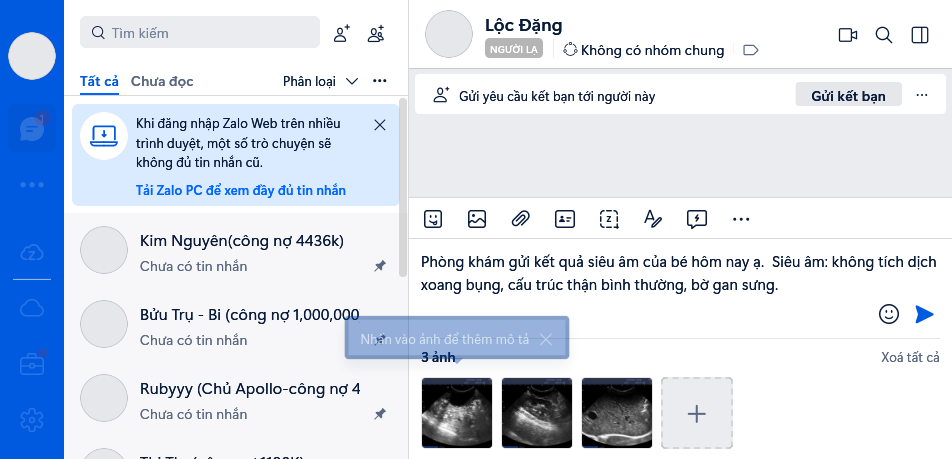 Tìm kiếm
Tất cả
Chưa đọc
Phân loại
Khi đăng nhập Zalo Web trên nhiều
trình duyệt, một số trò chuyện sẽ
không đủ tin nhắn cũ.
Tải Zalo PC để xem đầy đủ tin nhắn
Kim Nguyên(công nợ 4436k)
Chưa có tin nhắn
Bửu Trụ - Bi (công nợ 1,000,000
Chưa có tin nhắn
Rubyyy (Chủ Apollo-công nợ 4
Chưa có tin nhắn
Lộc Đặng
NGƯỜI LẠ
Không có nhóm chung
Gửi yêu cầu kết bạn tới người này
Gửi kết bạn
Phòng khám gửi kết quả siêu âm của bé hôm nay ạ. Siêu âm: không tích dịch
xoang bụng, cấu trúc thận bình thường, bờ gan sưng.
Nhấn vào ảnh để thêm mô tả
3 ảnh
Xoá tất cả